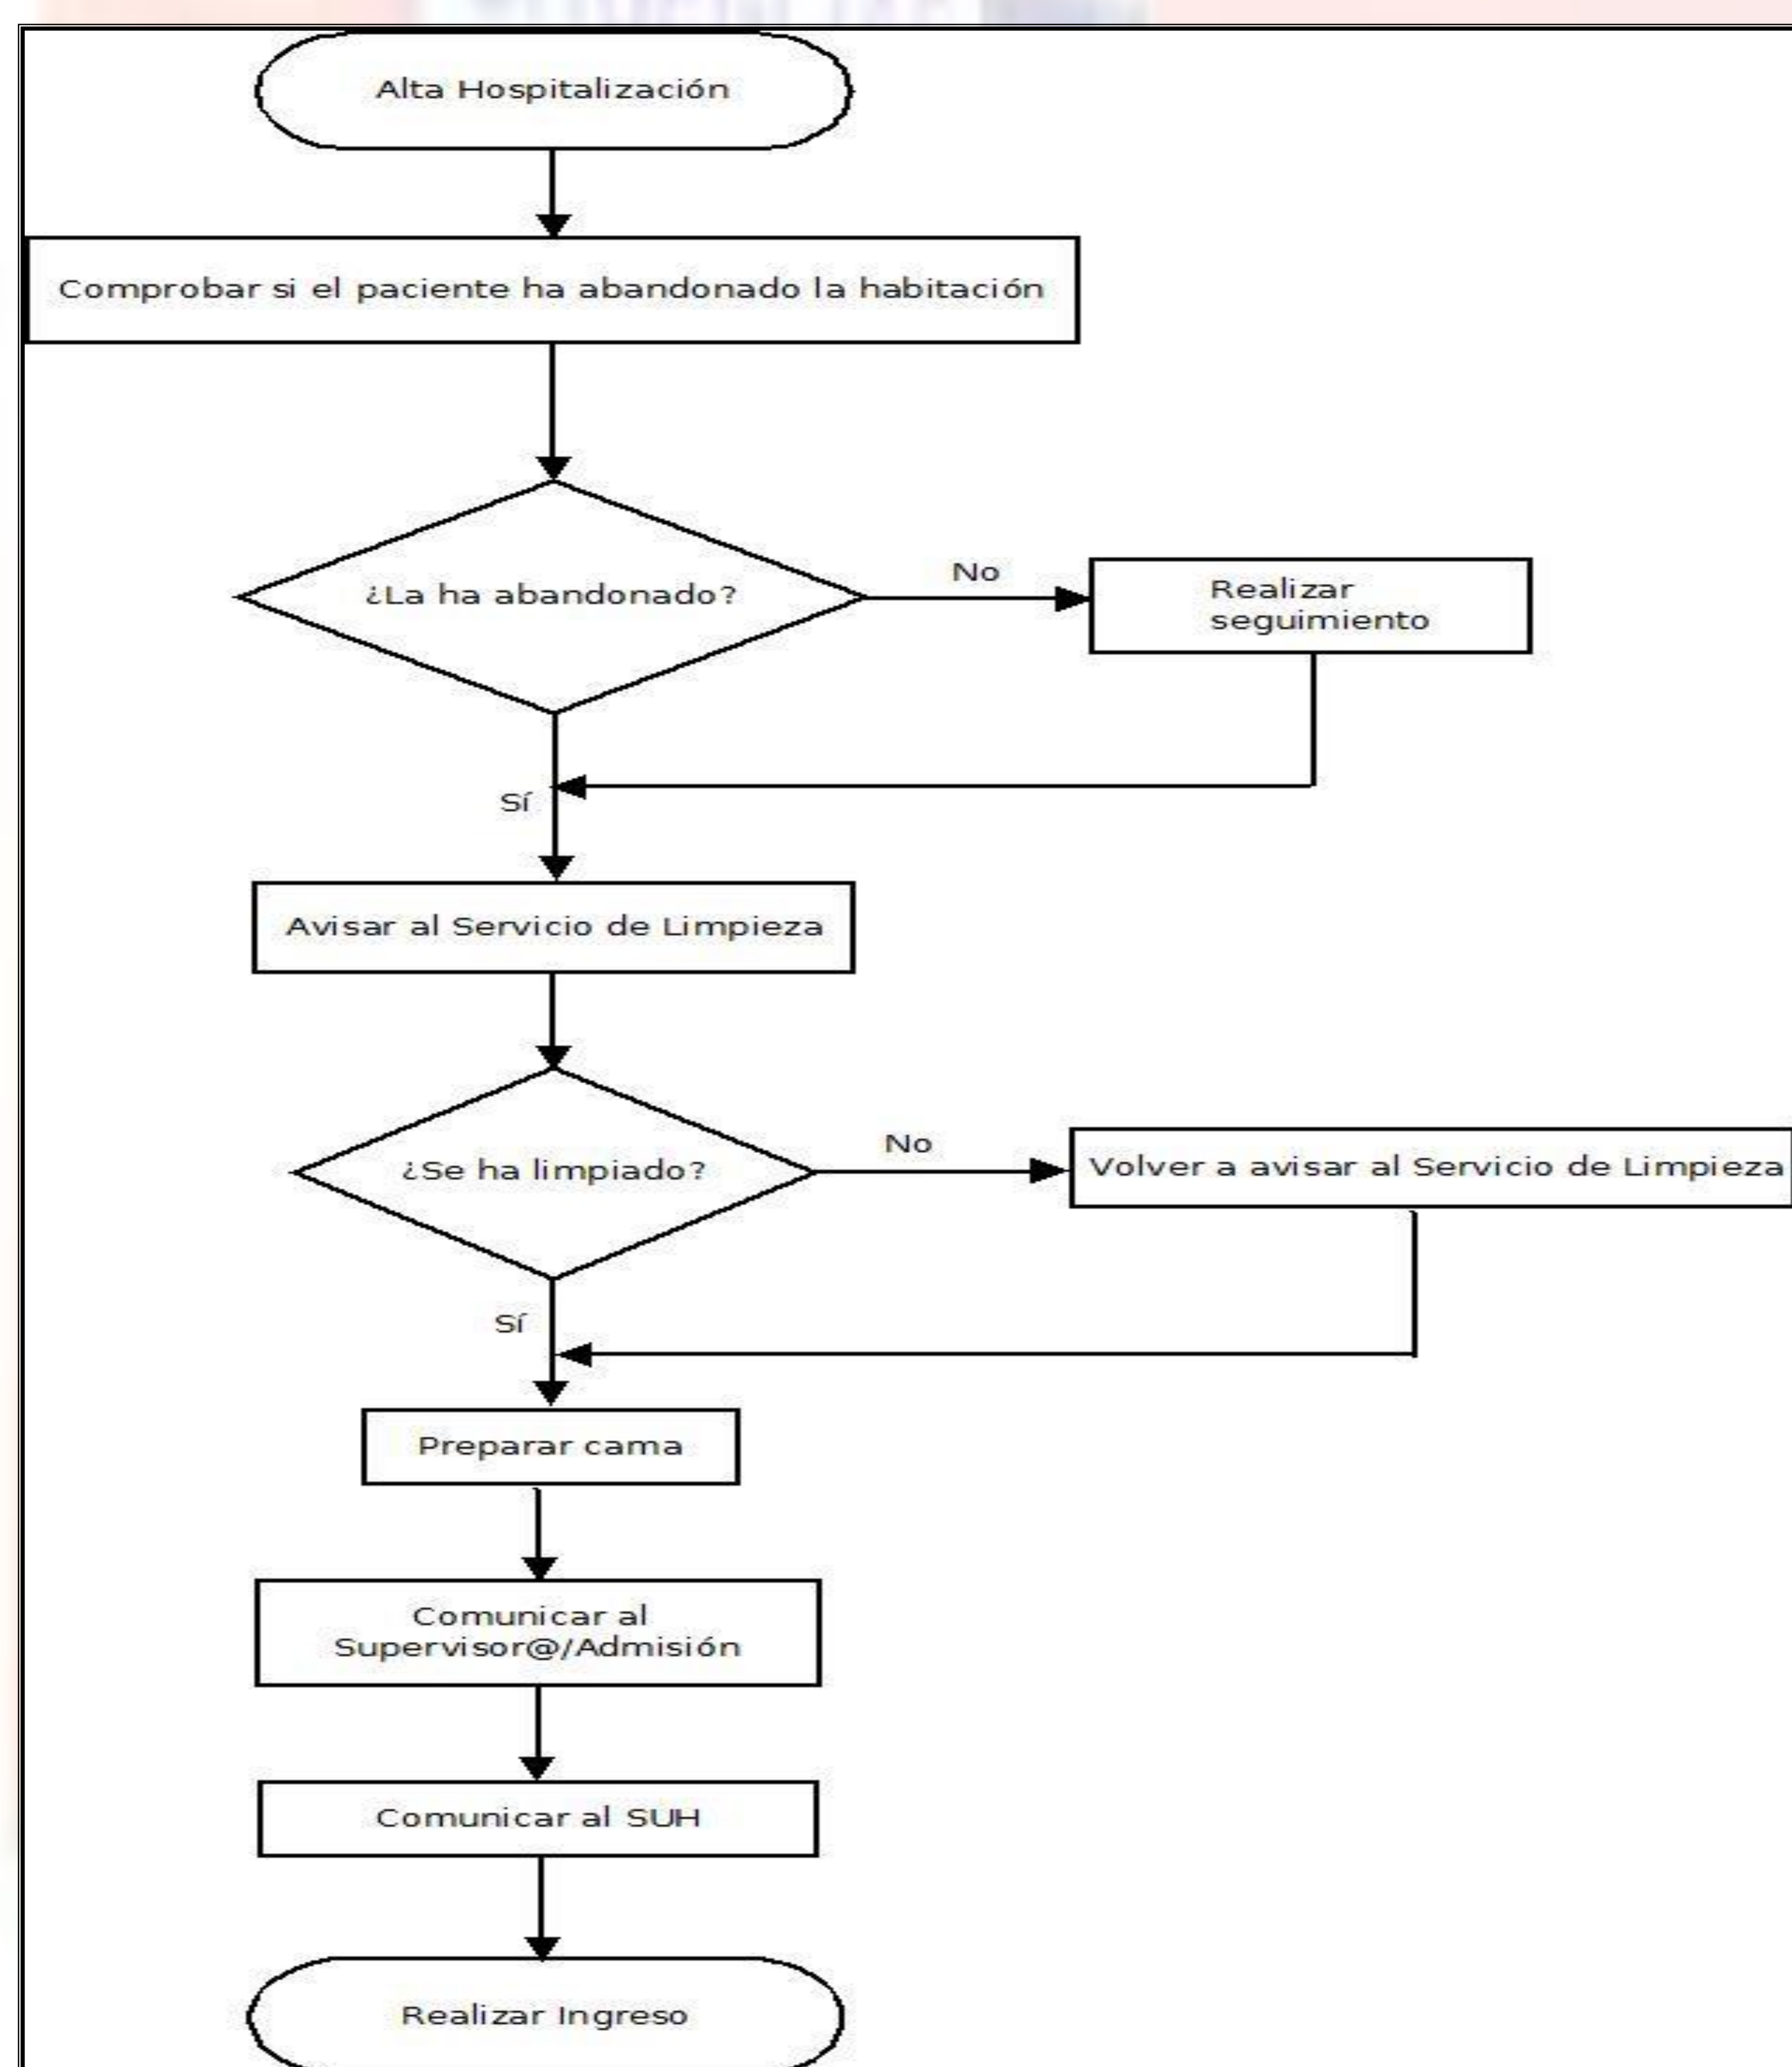 Alta Hospitalización
Comprobar si el paciente ha abandonado la habitación
¿La ha abandonado?
No
Realizar
seguimiento
Sí
Avisar al Servicio de Limpieza
¿Se ha limpiado?
No
Volver a avisar al Servicio de Limpieza
Sí
Preparar cama
Comunicar al
Supervisor@/Admisión
Comunicar al SUH
Realizar Ingreso